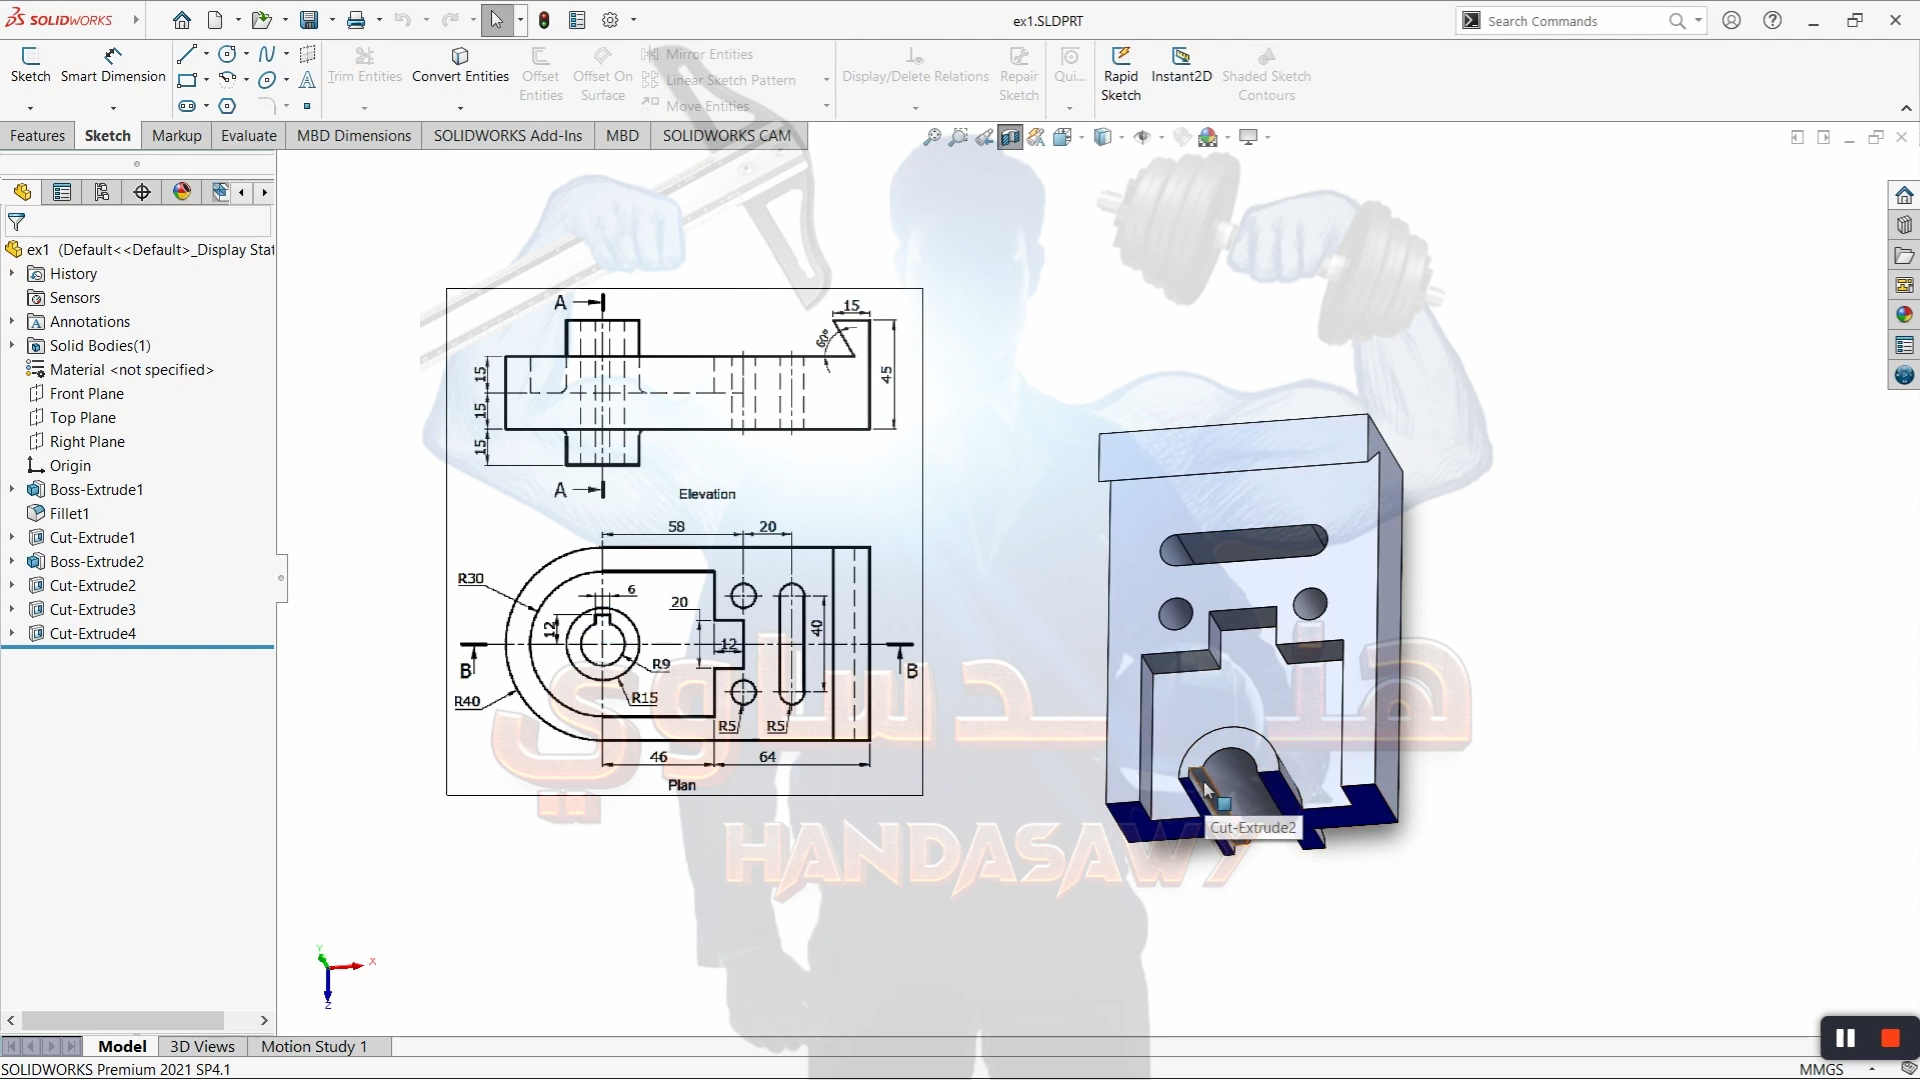 SOLIDWORKS
ex1.SLDPRT
Search Commands
Sketch
Smart Dimension
Trim Entities
Convert Entities
Offset
Entities
Offset On
Surface
Mirror Entities
Linear Sketch Pattern
Move Entities
Display/Delete Relations
Repair
Sketch
Qui...
Rapid
Sketch
Instant2D
Shaded Sketch
Contours
Features
Sketch
Markup
Evaluate
MBD Dimensions
SOLIDWORKS Add-Ins
MBD
SOLIDWORKS CAM
ex1 (Default<<Default>_Display Stat
History
Sensors
Annotations
Solid Bodies(1)
Material <not specified>
Front Plane
Top Plane
Right Plane
Origin
Boss-Extrude1
Fillet1
Cut-Extrude1
Boss-Extrude2
Cut-Extrude2
Cut-Extrude3
Cut-Extrude4
A
15
60°
15
45
15
15
A
Elevation
58
20
R30
6
20
12
40
12
R9
B
B
R40
R15
R5
R5
46
64
Plan
هندساوي
HANDASAWY
Cut-Extrude2
Y
X
Z
Model
3D Views
Motion Study 1
SOLIDWORKS Premium 2021 SP4.1
MMGS